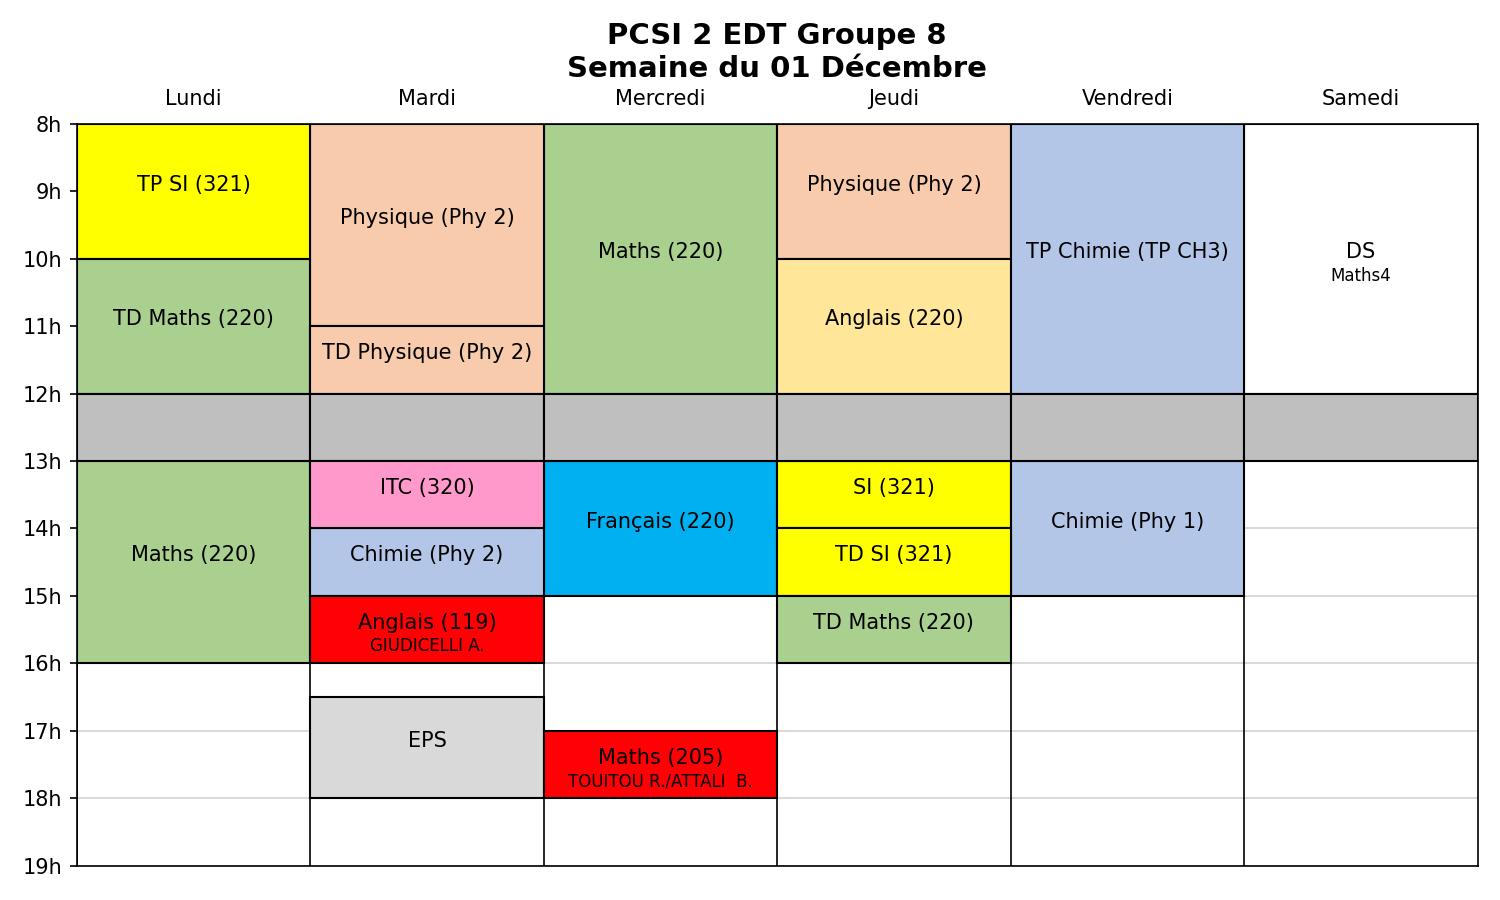 PCSI 2 EDT Groupe 8
Semaine du 01 Décembre
Lundi Mardi Mercredi Jeudi Vendredi Samedi
8h
9h
10h
11h
12h
13h
14h
15h
16h
17h
18h
19h
TP SI (321)
TD Maths (220)
Maths (220)
Physique (Phy 2)
TD Physique (Phy 2)
ITC (320)
Chimie (Phy 2)
Anglais (119)
GIUDICELLI A.
EPS
Maths (220)
Français (220)
Maths (205)
TOUITOU R./ATTALI  B.
Physique (Phy 2)
Anglais (220)
SI (321)
TD SI (321)
TD Maths (220)
TP Chimie (TP CH3)
Chimie (Phy 1)
DS
Maths4